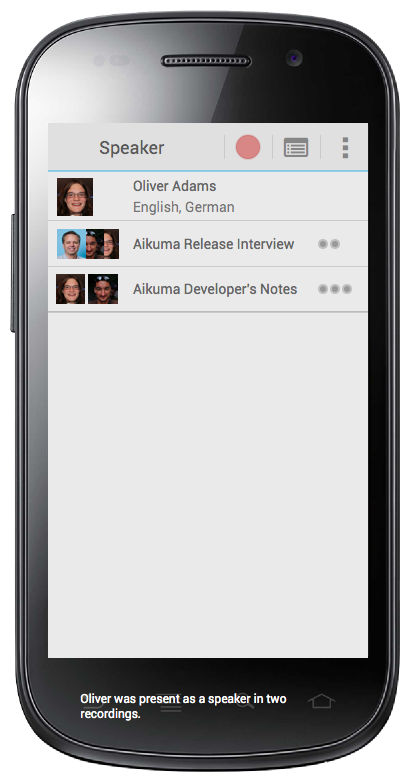 Speaker
Oliver Adams
English, German
Aikuma Release Interview
Aikuma Developer's Notes
Oliver was present as a speaker in two
recordings.